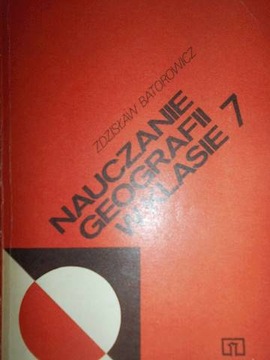 ZDZISŁAW BATOROWICZ
NAUCZANIE
GEOGRAFII
W KLASIE 7